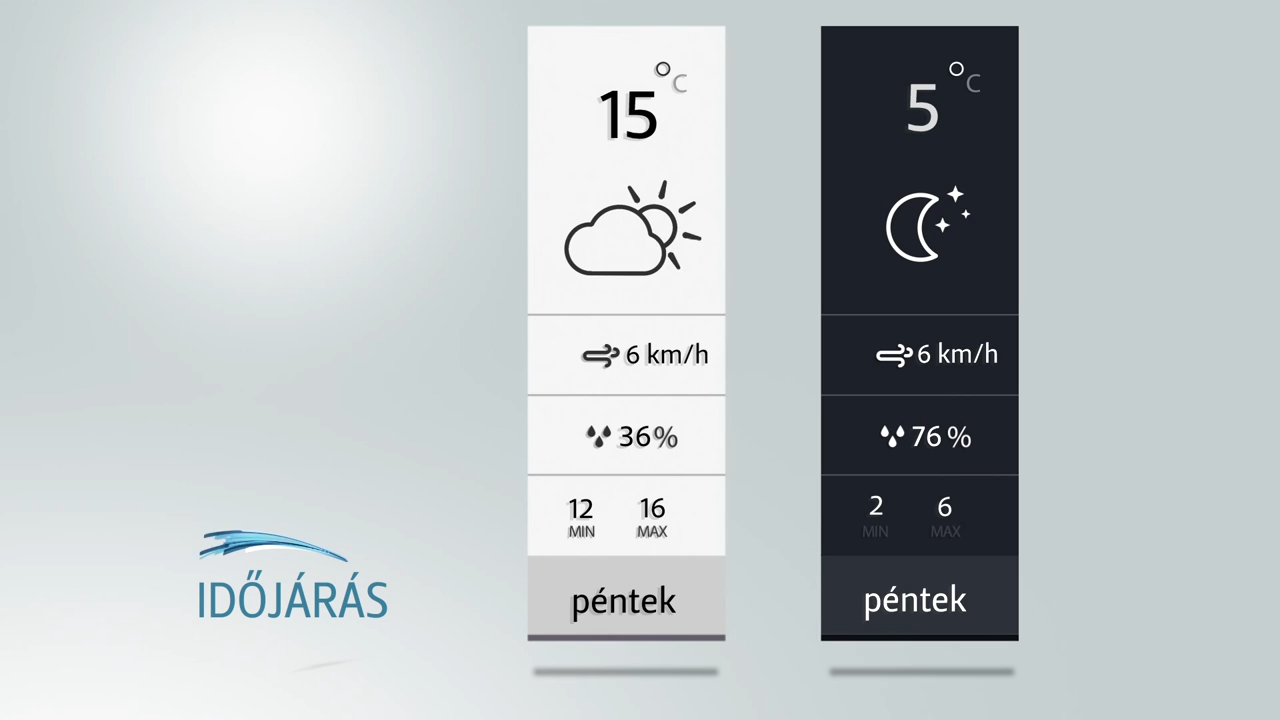 15 °C
6 km/h
36%
12 16
MIN MAX
péntek
5 °C
6 km/h
76%
2 6
MIN MAX
péntek
IDŐJÁRÁS